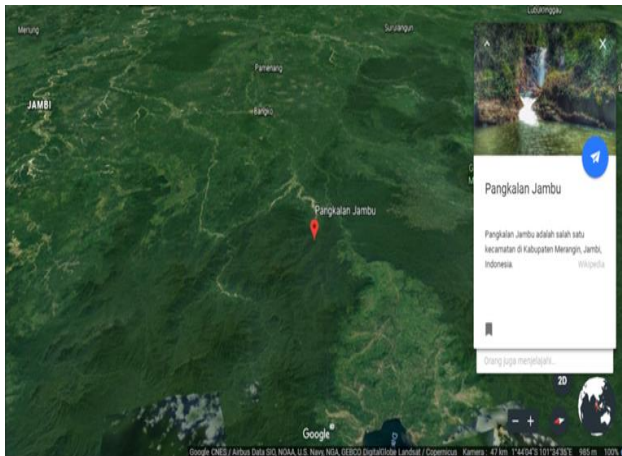 Lubuklinggau
Merlung
Surulangun
Pamenang
JAMBI
Bangko
Pangkalan Jambu
Pangkalan Jambu
Pangkalan Jambu adalah salah satu
kecamatan di Kabupaten Merangin, Jambi,
Indonesia.
Wikipedia
Orang juga menjelajahi...
2D
Google
Google CNES / Airbus Data SIO, NOAA, U.S. Navy, NGA, GEBCO DigitalGlobe Landsat / Copernicus Kamera: 47 km 1°44'04"S 101°34'36"E 985 m 100%